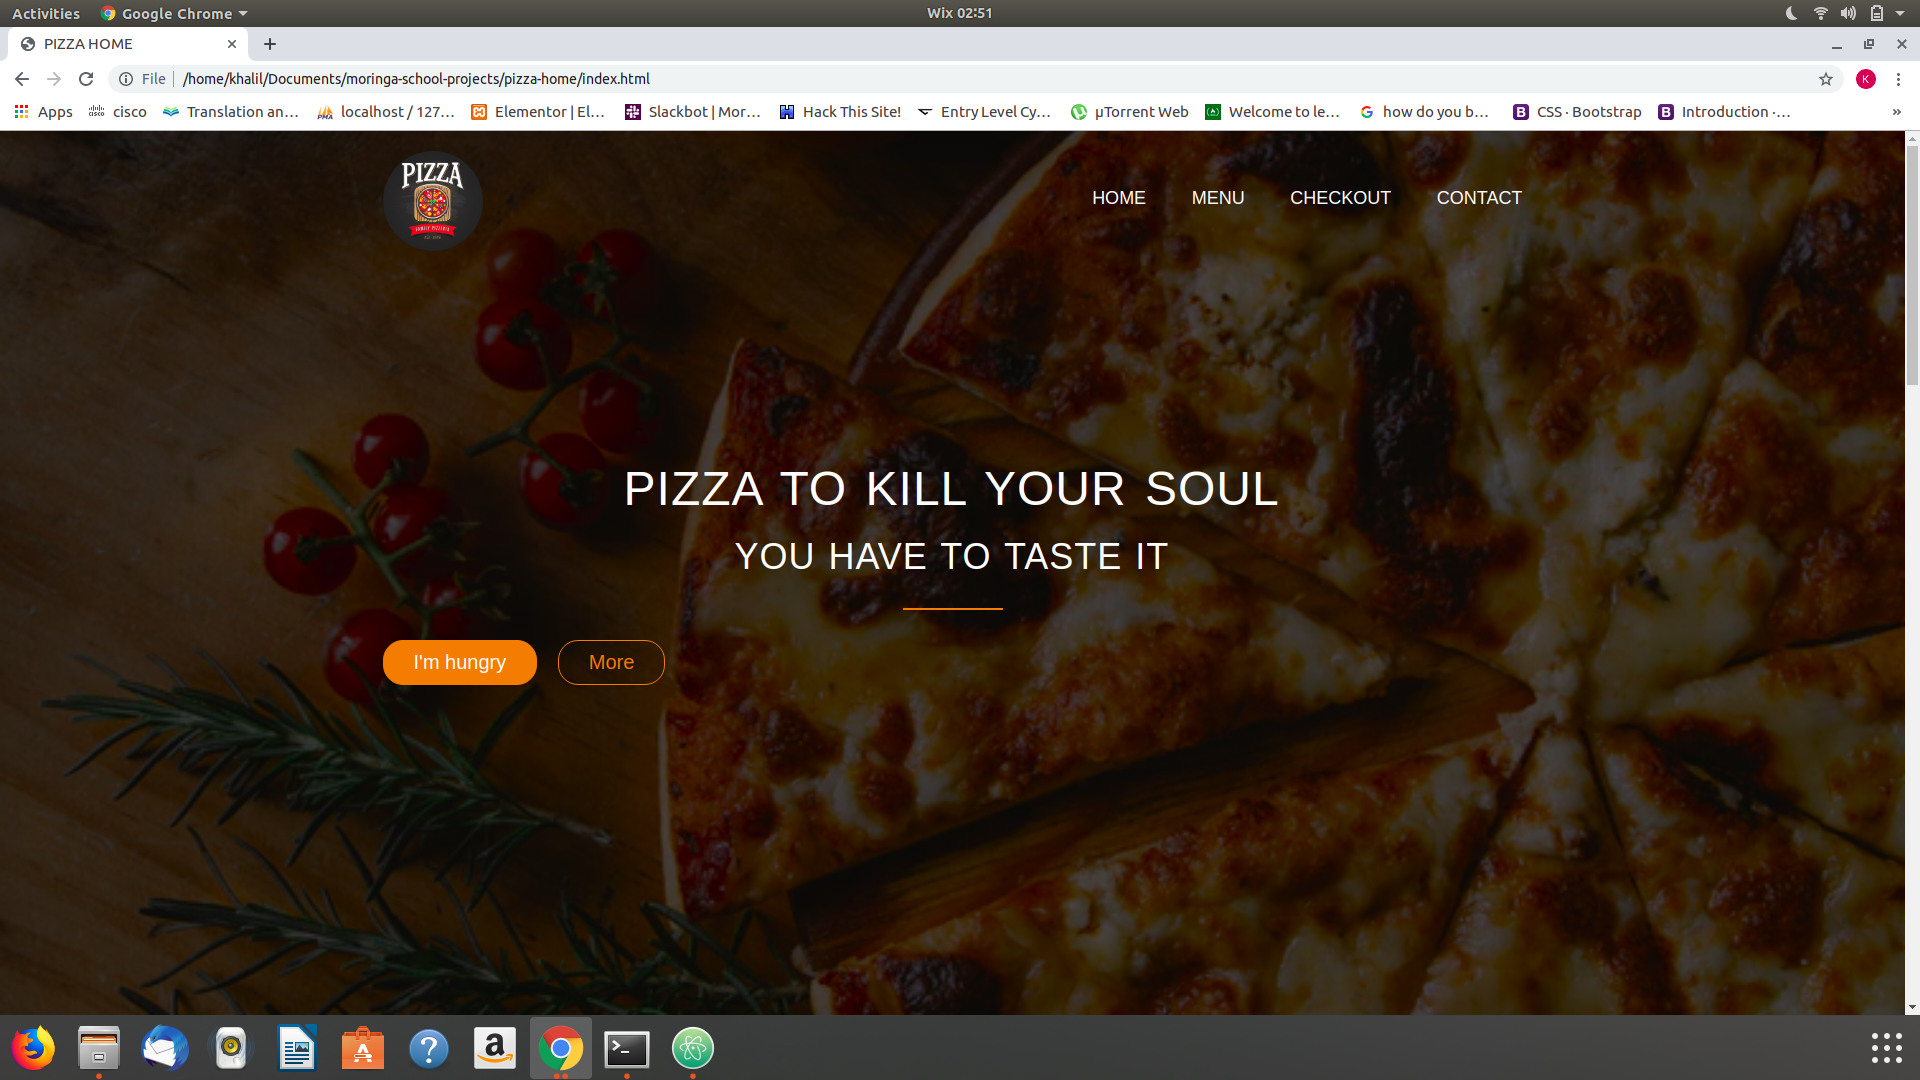 Activities Google Chrome Wix 02:51
PIZZA HOME
File /home/khalil/Documents/moringa-school-projects/pizza-home/index.html K
Apps cisco Translation an… localhost / 127… Elementor | El… Slackbot | Mor… Hack This Site! Entry Level Cy… µTorrent Web Welcome to le… how do you b… CSS · Bootstrap Introduction ·… »
PIZZA
FAMILY PIZZERIA
HOME MENU CHECKOUT CONTACT
PIZZA TO KILL YOUR SOUL
YOU HAVE TO TASTE IT
I'm hungry More